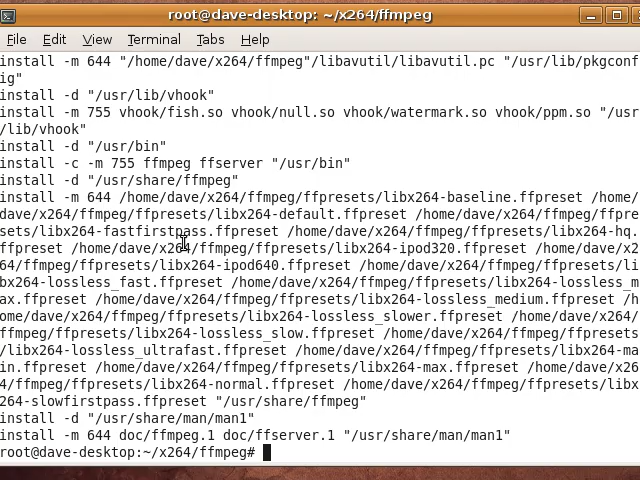 root@dave-desktop: ~/x264/ffmpeg
File Edit View Terminal Tabs Help
install -m 644 "/home/dave/x264/ffmpeg"/libavutil/libavutil.pc "/usr/lib/pkgconf
ig"
install -d "/usr/lib/vhook"
install -m 755 vhook/fish.so vhook/null.so vhook/watermark.so vhook/ppm.so "/usr
/lib/vhook"
install -d "/usr/bin"
install -c -m 755 ffmpeg ffserver "/usr/bin"
install -d "/usr/share/ffmpeg"
install -m 644 /home/dave/x264/ffmpeg/ffpresets/libx264-baseline.ffpreset /home/
dave/x264/ffmpeg/ffpresets/libx264-default.ffpreset /home/dave/x264/ffmpeg/ffpre
sets/libx264-fastfirstpass.ffpreset /home/dave/x264/ffmpeg/ffpresets/libx264-hq.
ffpreset /home/dave/x264/ffmpeg/ffpresets/libx264-ipod320.ffpreset /home/dave/x2
64/ffmpeg/ffpresets/libx264-ipod640.ffpreset /home/dave/x264/ffmpeg/ffpresets/li
bx264-lossless_fast.ffpreset /home/dave/x264/ffmpeg/ffpresets/libx264-lossless_m
ax.ffpreset /home/dave/x264/ffmpeg/ffpresets/libx264-lossless_medium.ffpreset /h
ome/dave/x264/ffmpeg/ffpresets/libx264-lossless_slower.ffpreset /home/dave/x264/
ffmpeg/ffpresets/libx264-lossless_slow.ffpreset /home/dave/x264/ffmpeg/ffpresets
/libx264-lossless_ultrafast.ffpreset /home/dave/x264/ffmpeg/ffpresets/libx264-ma
in.ffpreset /home/dave/x264/ffmpeg/ffpresets/libx264-max.ffpreset /home/dave/x26
4/ffmpeg/ffpresets/libx264-normal.ffpreset /home/dave/x264/ffmpeg/ffpresets/libx
264-slowfirstpass.ffpreset "/usr/share/ffmpeg"
install -d "/usr/share/man/man1"
install -m 644 doc/ffmpeg.1 doc/ffserver.1 "/usr/share/man/man1"
root@dave-desktop:~/x264/ffmpeg#